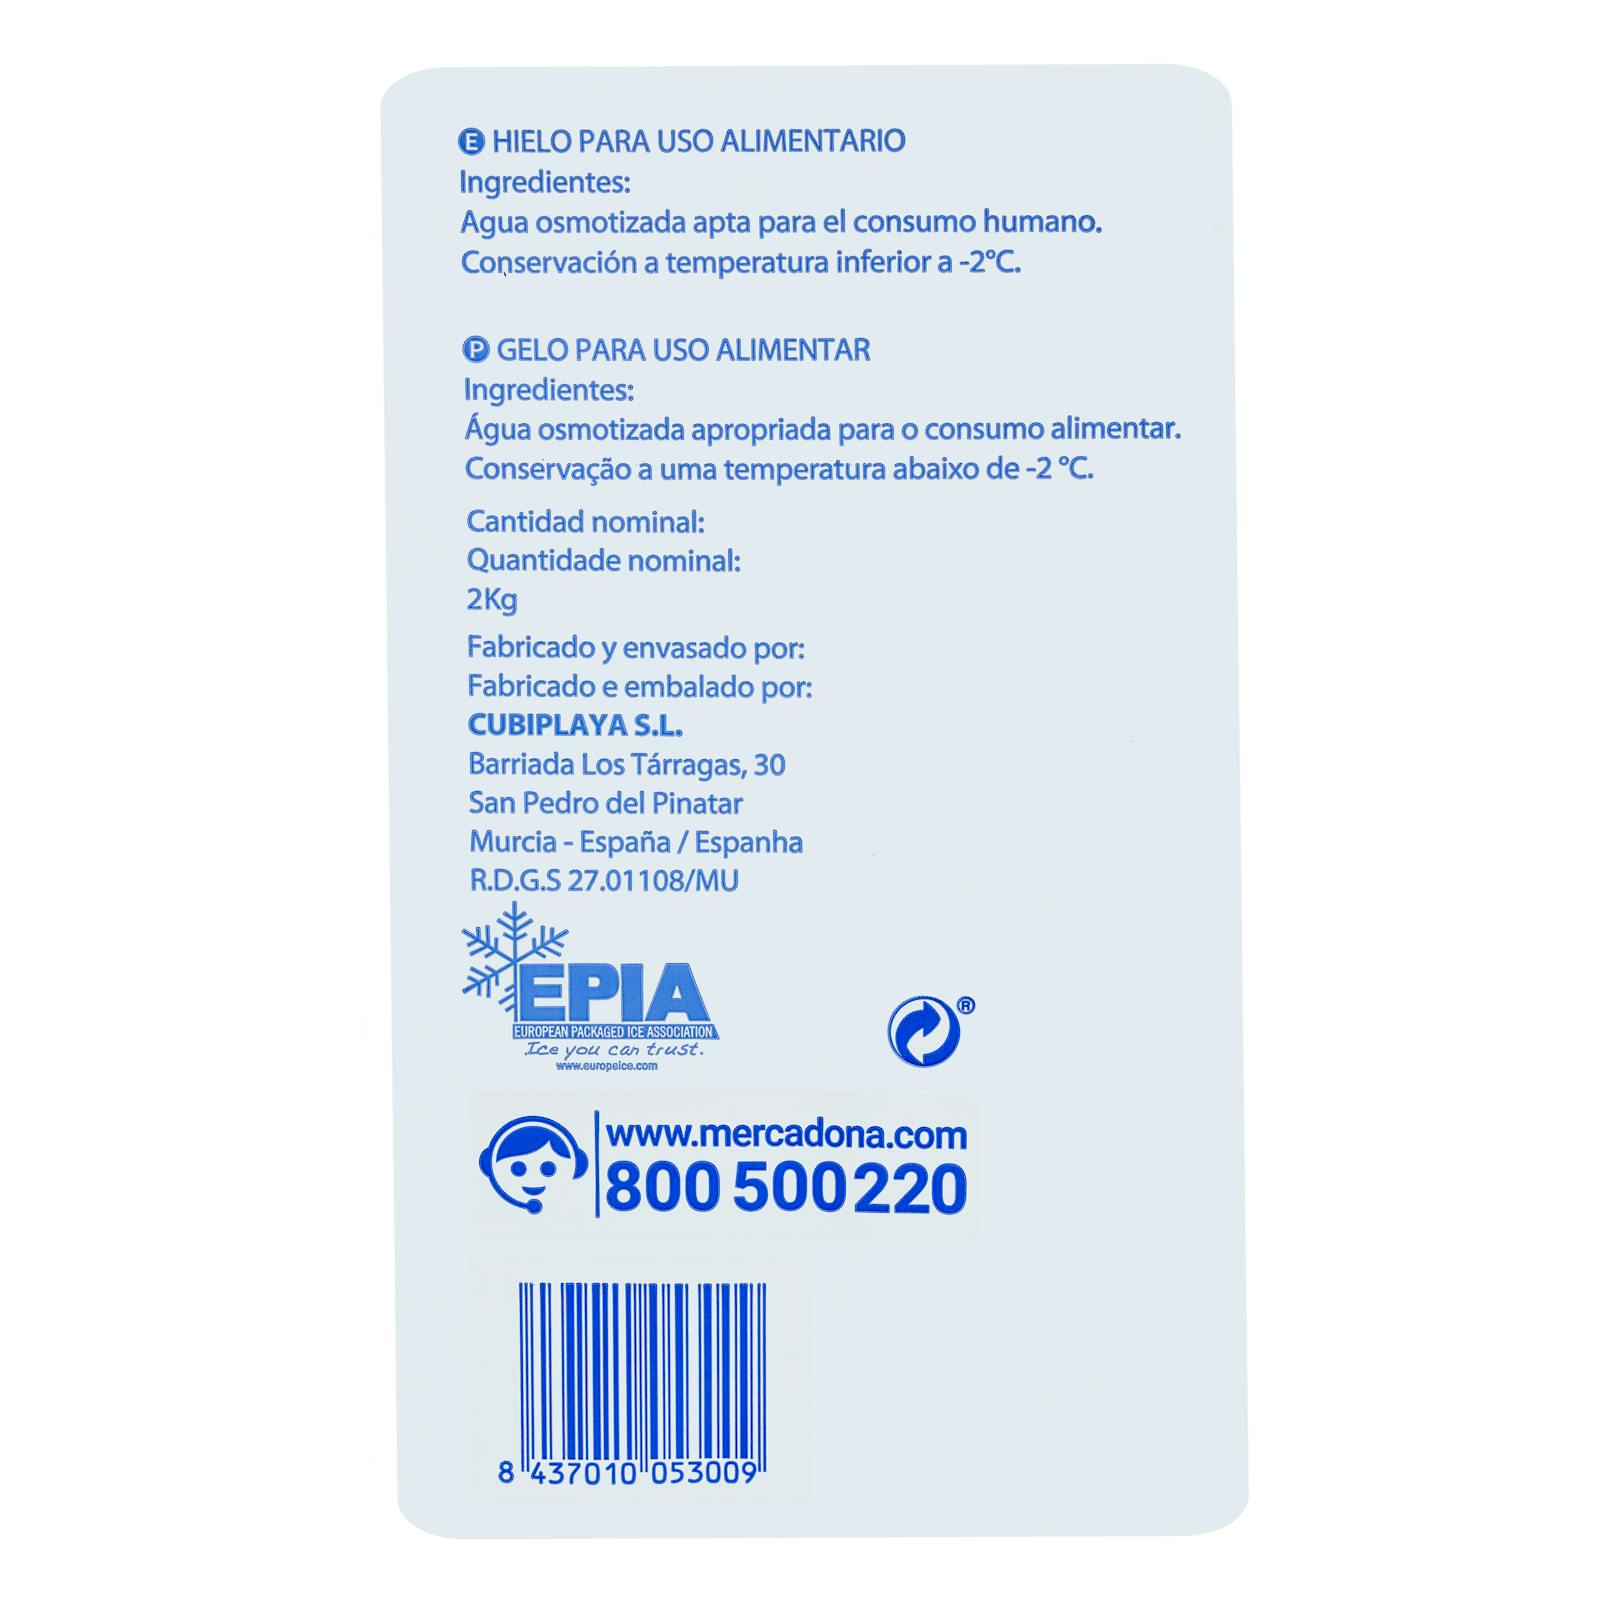 E HIELO PARA USO ALIMENTARIO
Ingredientes:
Agua osmotizada apta para el consumo humano.
Conservación a temperatura inferior a -2°C.
P GELO PARA USO ALIMENTAR
Ingredientes:
Água osmotizada apropriada para o consumo alimentar.
Conservação a uma temperatura abaixo de -2 °C.
Cantidad nominal:
Quantidade nominal:
2Kg
Fabricado y envasado por:
Fabricado e embalado por:
CUBIPLAYA S.L.
Barriada Los Tárragas, 30
San Pedro del Pinatar
Murcia - España / Espanha
R.D.G.S 27.01108/MU
EPIA
EUROPEAN PACKAGED ICE ASSOCIATION
Ice you can trust.
www.europeice.com
®
www.mercadona.com
800 500 220
8 437010 053009